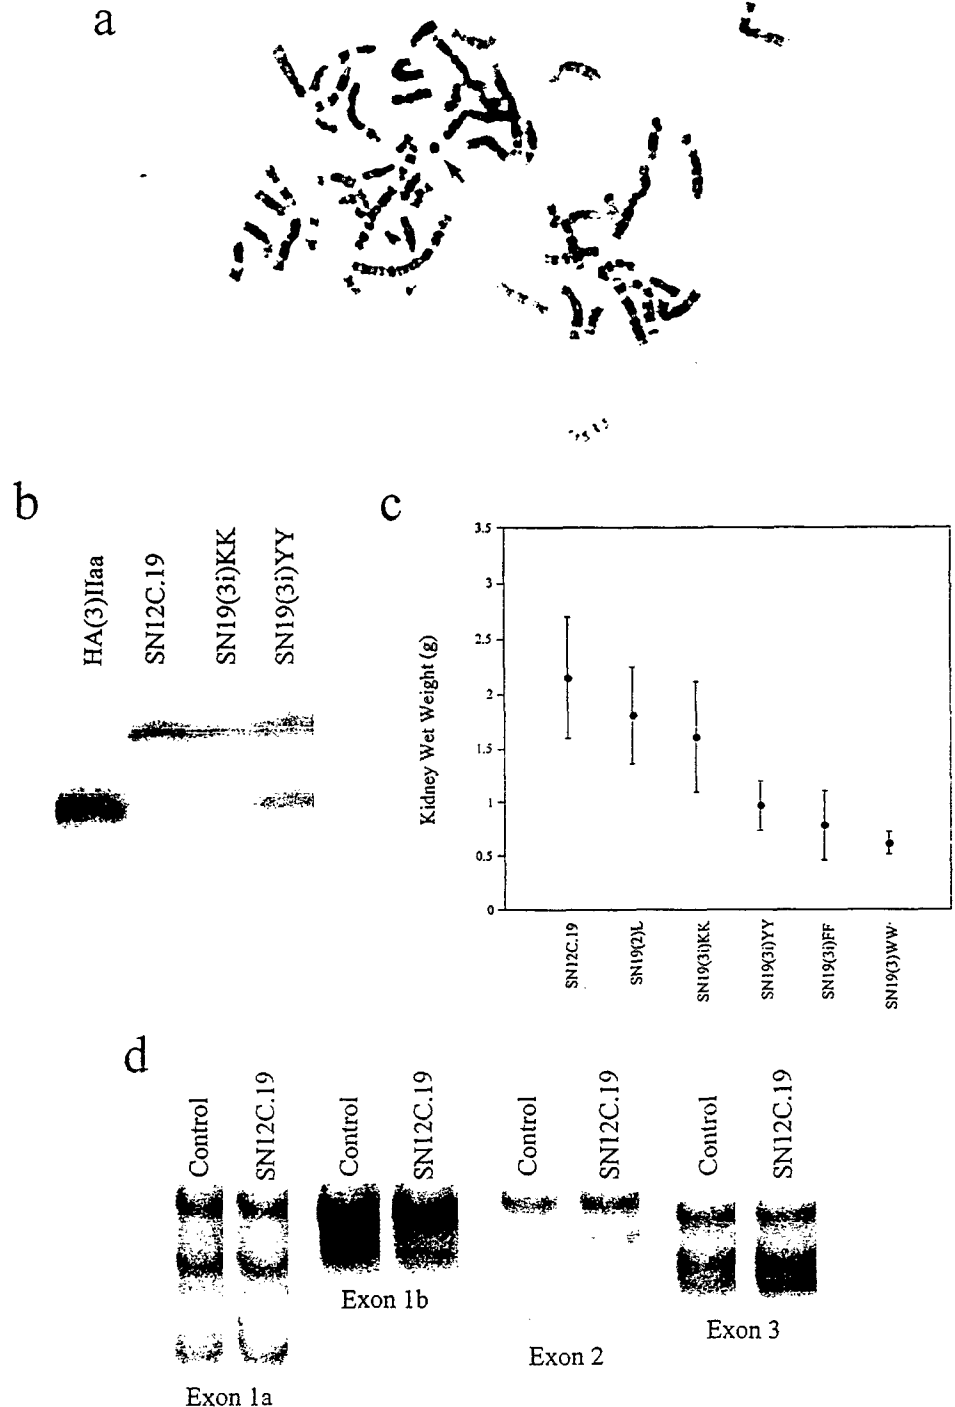 a
b
HA(3)IIaa
SN12C.19
SN19(3i)KK
SN19(3i)YY
c
Kidney Wet Weight (g)
3.5
3
2.5
2
1.5
1
0.5
0
SN12C.19
SN19(2)L
SN19(3i)KK
SN19(3i)YY
SN19(3i)FF
SN19(3)WW
d
Control
SN12C.19
Control
SN12C.19
Control
SN12C.19
Control
SN12C.19
Exon 1a
Exon 1b
Exon 2
Exon 3